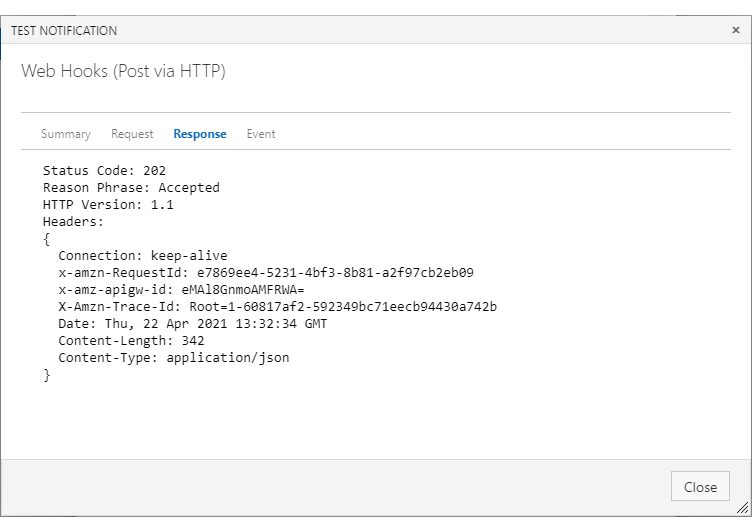 TEST NOTIFICATION
Web Hooks (Post via HTTP)
Summary Request Response Event
Status Code: 202
Reason Phrase: Accepted
HTTP Version: 1.1
Headers:
{
Connection: keep-alive
x-amzn-RequestId: e7869ee4-5231-4bf3-8b81-a2f97cb2eb09
x-amz-apigw-id: eMAl8GnmoAMFRWA=
X-Amzn-Trace-Id: Root=1-60817af2-592349bc71eecb94430a742b
Date: Thu, 22 Apr 2021 13:32:34 GMT
Content-Length: 342
Content-Type: application/json
}
Close